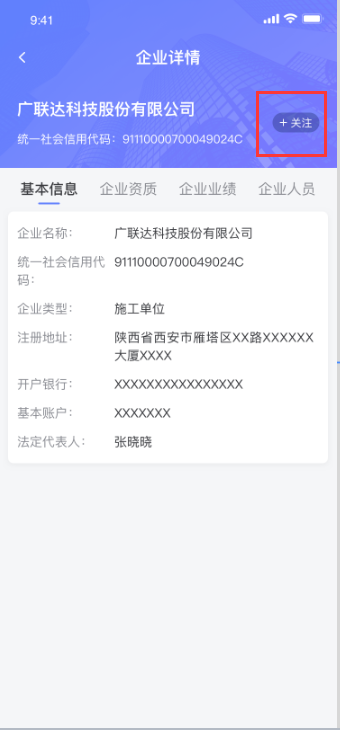 9:41
企业详情
广联达科技股份有限公司
统一社会信用代码：91110000700049024C
+ 关注
基本信息 企业资质 企业业绩 企业人员
企业名称： 广联达科技股份有限公司
统一社会信用代 91110000700049024C
码：
企业类型： 施工单位
注册地址： 陕西省西安市雁塔区XX路XXXXXX
大厦XXXX
开户银行： XXXXXXXXXXXXXXXX
基本账户： XXXXXXX
法定代表人： 张晓晓